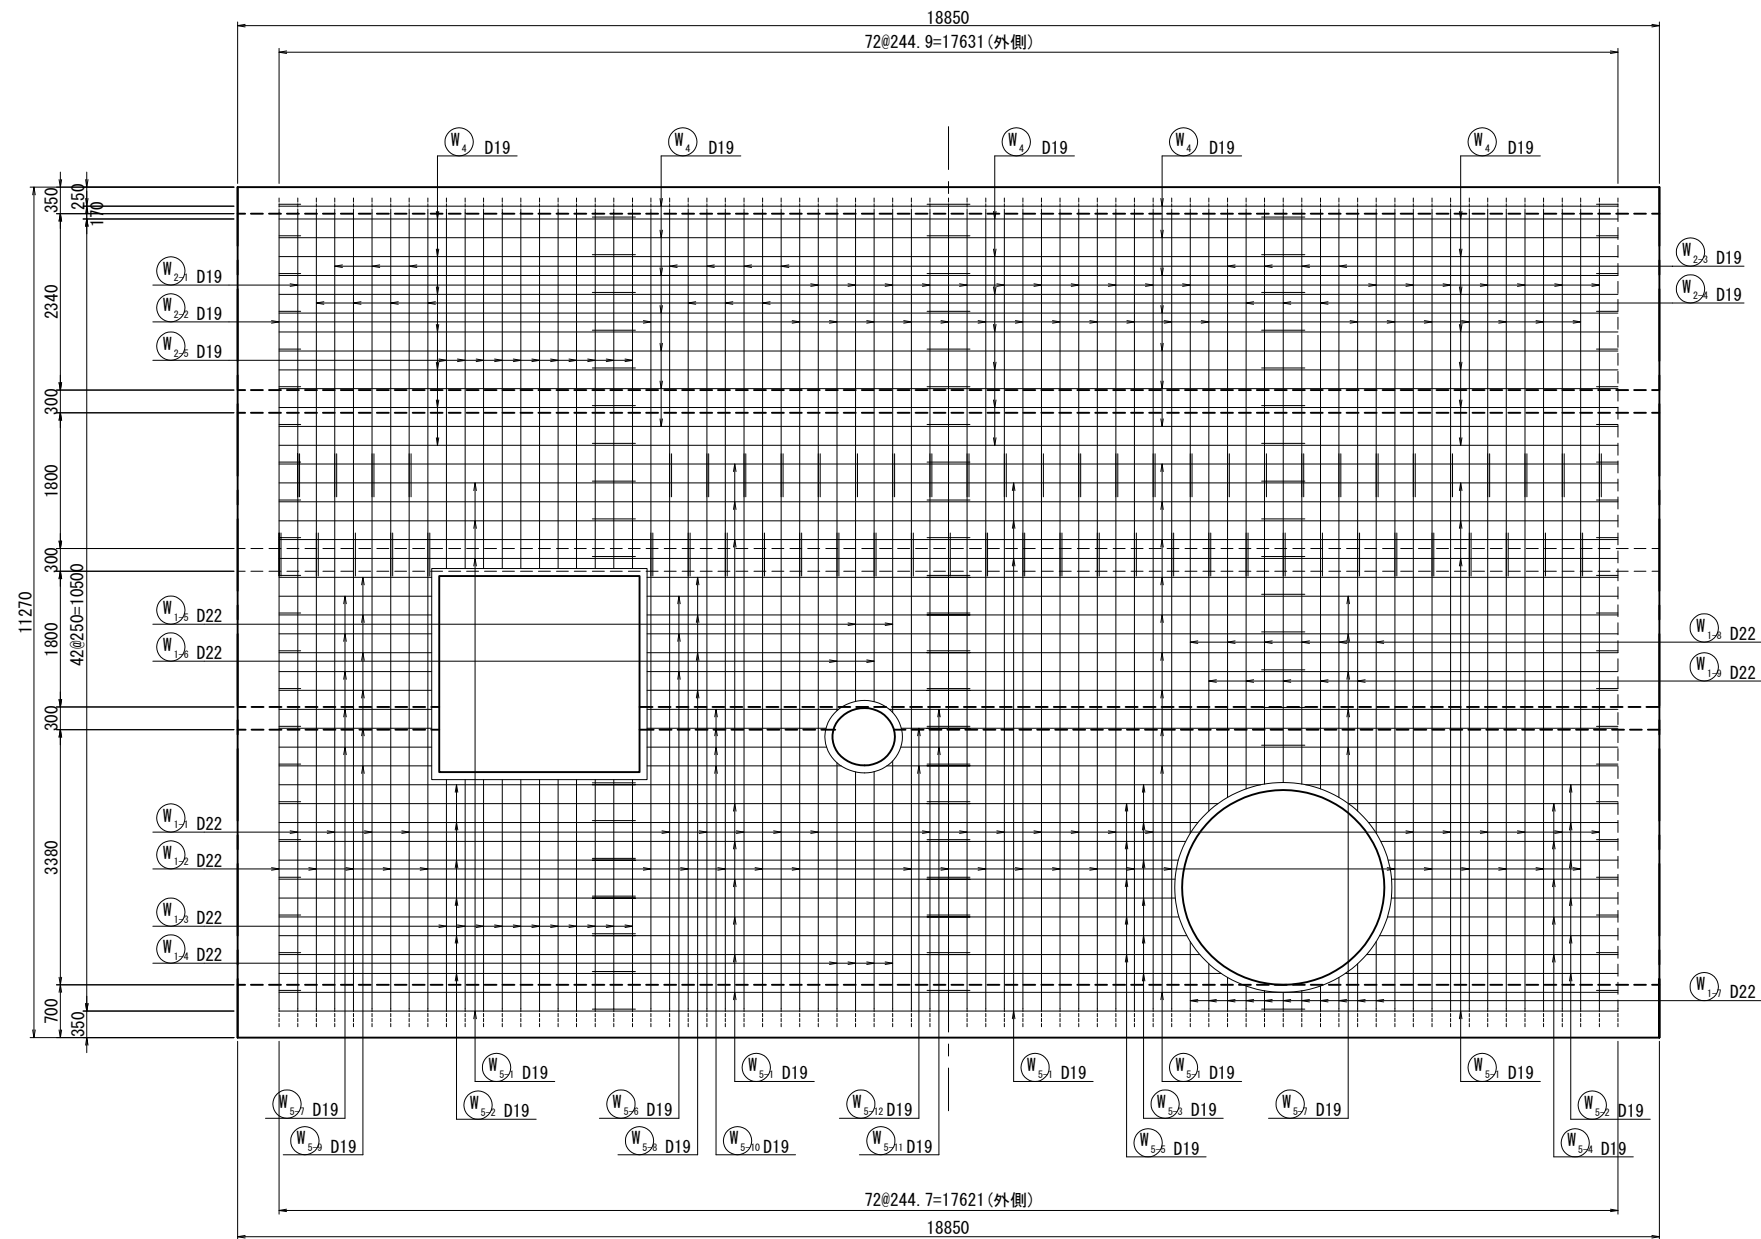 18850
72@244.9=17631(外側)
W4 D19
W4 D19
W4 D19
W4 D19
W4 D19
350
250
170
2340
300
1800
300
11270
42@250=10500
1800
300
3380
700
350
W2-1 D19
W2-2 D19
W2-5 D19
W2-3 D19
W2-4 D19
W1-5 D22
W1-6 D22
W1-8 D22
W1-9 D22
W1-1 D22
W1-2 D22
W1-3 D22
W1-4 D22
W1-7 D22
W5-1 D19
W5-1 D19
W5-1 D19
W5-1 D19
W5-1 D19
W5-7 D19
W5-2 D19
W5-6 D19
W5-12 D19
W5-3 D19
W5-7 D19
W5-2 D19
W5-9 D19
W5-8 D19
W5-10 D19
W5-11 D19
W5-5 D19
W5-4 D19
72@244.7=17621(外側)
18850